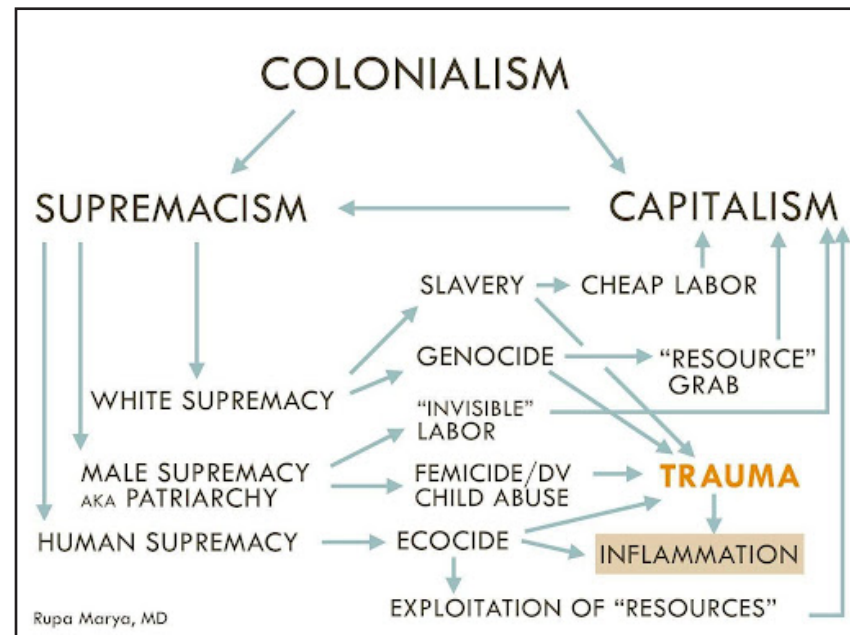 COLONIALISM
SUPREMACISM
CAPITALISM
SLAVERY
CHEAP LABOR
GENOCIDE
“RESOURCE”
GRAB
WHITE SUPREMACY
“INVISIBLE”
LABOR
MALE SUPREMACY
AKA PATRIARCHY
FEMICIDE/DV
CHILD ABUSE
TRAUMA
HUMAN SUPREMACY
ECOCIDE
INFLAMMATION
EXPLOITATION OF “RESOURCES”
Rupa Marya, MD